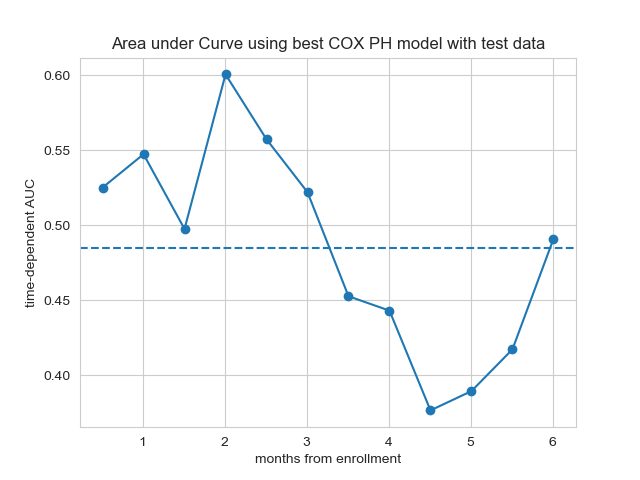 Area under Curve using best COX PH model with test data
time-dependent AUC
0.60
0.55
0.50
0.45
0.40
1 2 3 4 5 6
months from enrollment